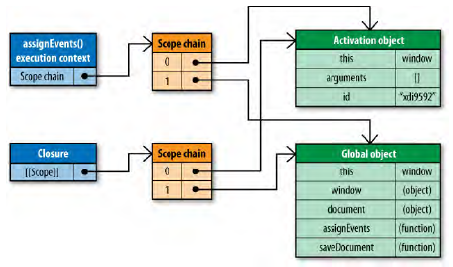 assignEvents()
execution context
Scope chain
Scope chain
0
1
Activation object
this window
arguments []
id "xdi9592"
Closure
[[Scope]]
Scope chain
0
1
Global object
this window
window (object)
document (object)
assignEvents (function)
saveDocument (function)